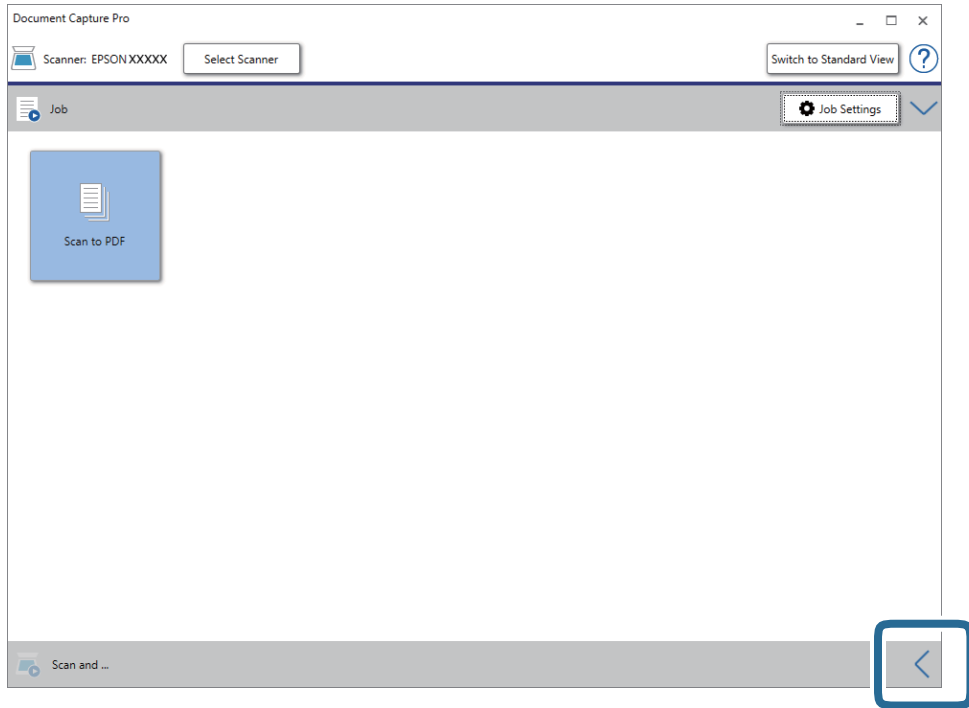 Document Capture Pro
Scanner: EPSON XXXXX Select Scanner Switch to Standard View ?
Job Job Settings
Scan to PDF
Scan and ...